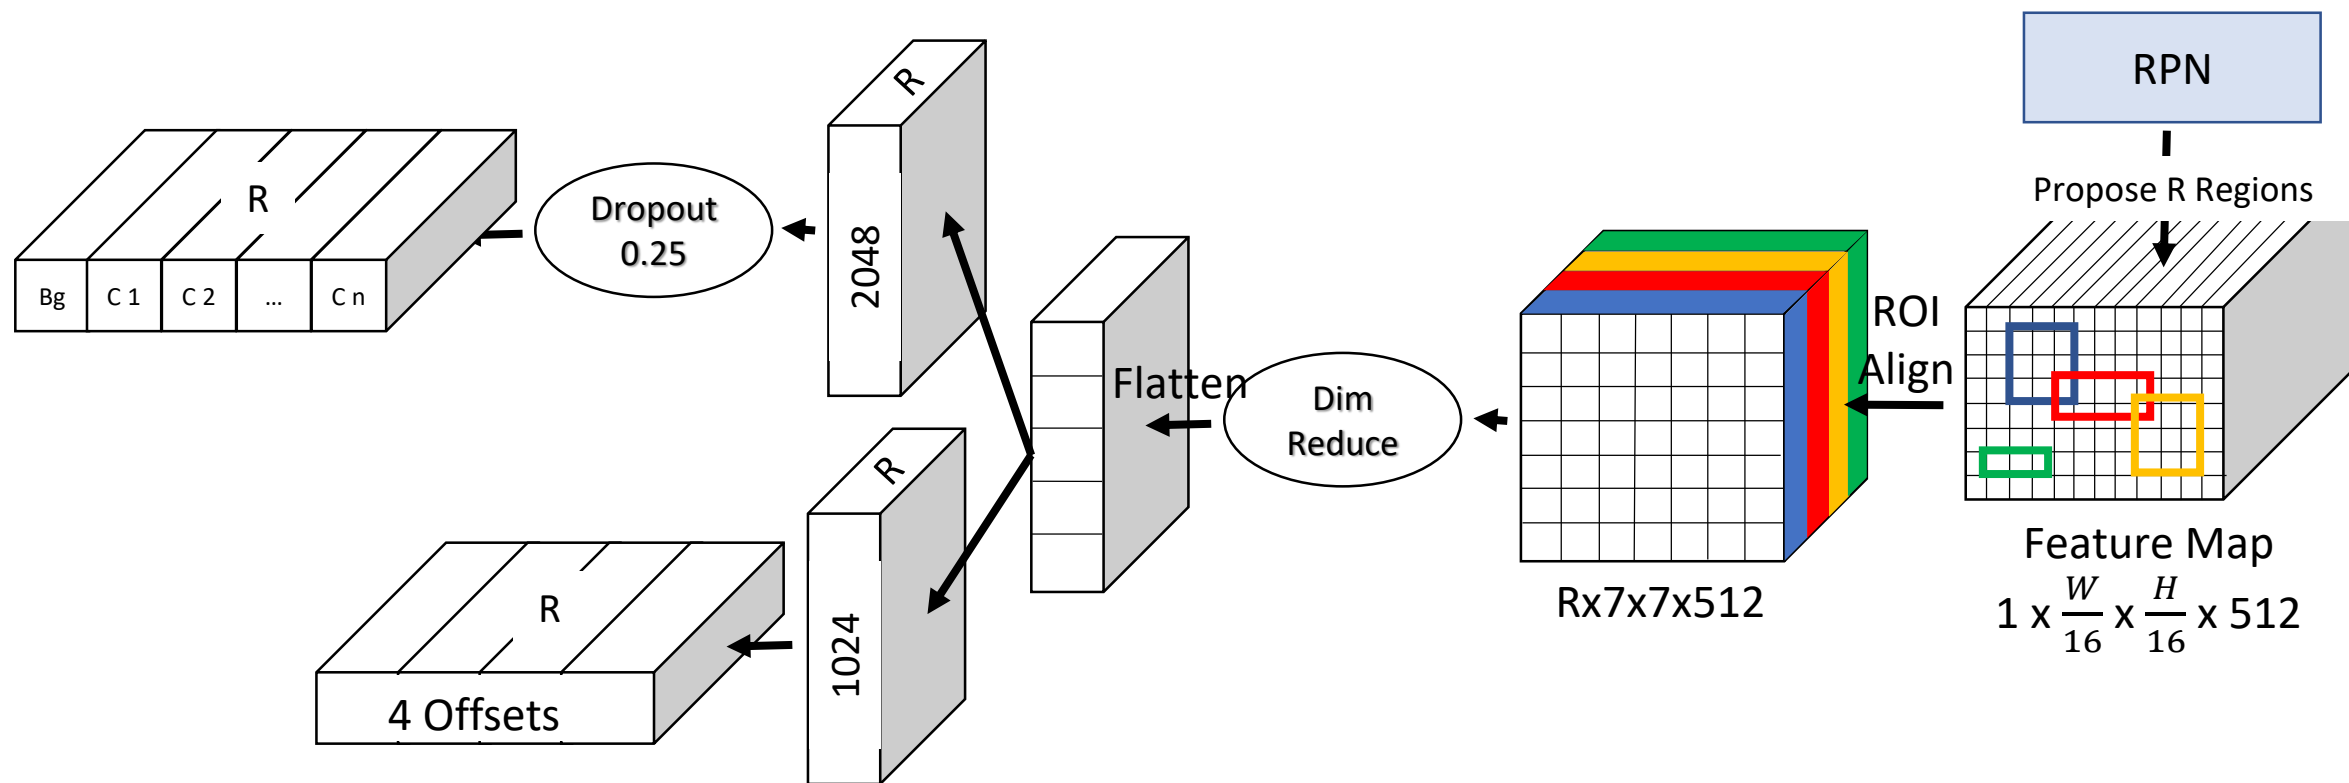 RPN
Propose R Regions
R
R
Dropout
0.25
2048
Bg
C 1
C 2
...
C n
Flatten
Dim
Reduce
ROI
Align
R
R
1024
4 Offsets
Rx7x7x512
Feature Map
1 x W/16 x H/16 x 512